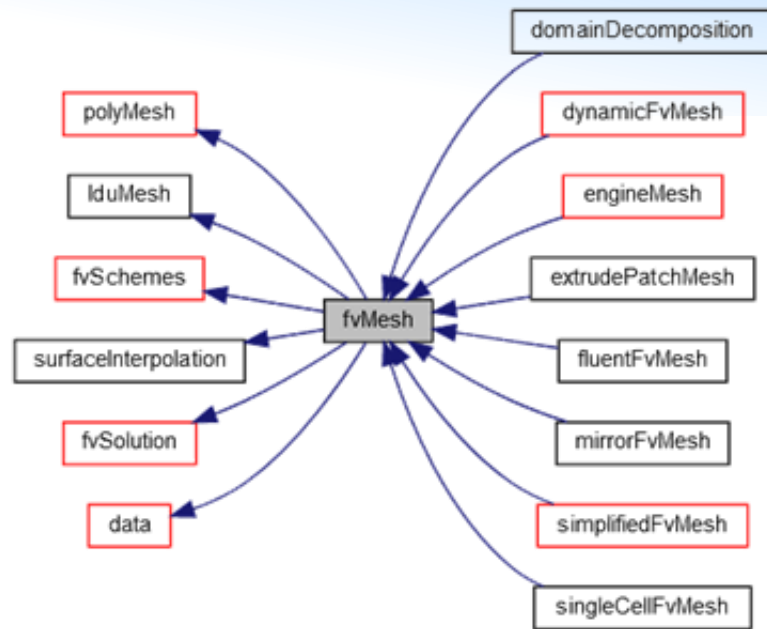 domainDecomposition
polyMesh
dynamicFvMesh
lduMesh
engineMesh
fvSchemes
extrudePatchMesh
fvMesh
surfaceInterpolation
fluentFvMesh
fvSolution
mirrorFvMesh
data
simplifiedFvMesh
singleCellFvMesh